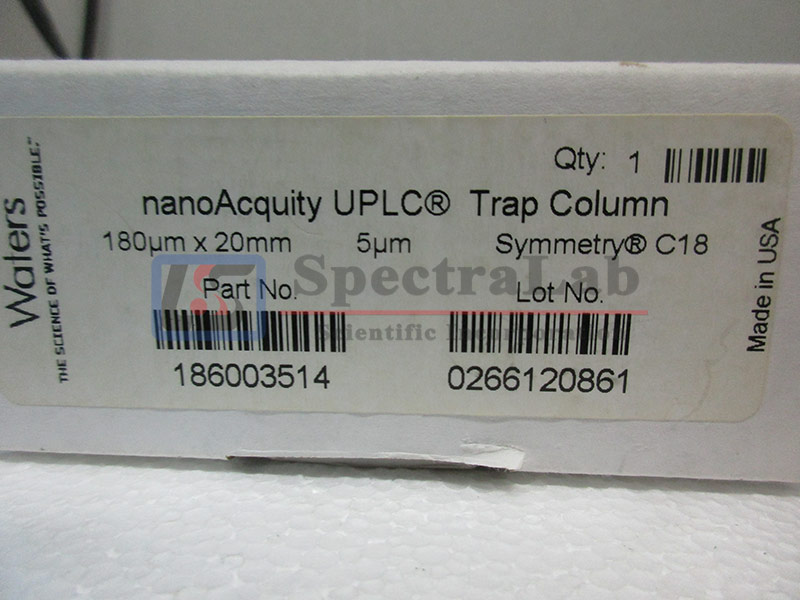 Waters
THE SCIENCE OF WHAT'S POSSIBLE.™
Qty: 1
nanoAcquity UPLC® Trap Column
180µm x 20mm 5µm Symmetry® C18
Part No. Lot No.
186003514 0266120861
Made in USA
SpectraLab
Scientific Incorporated